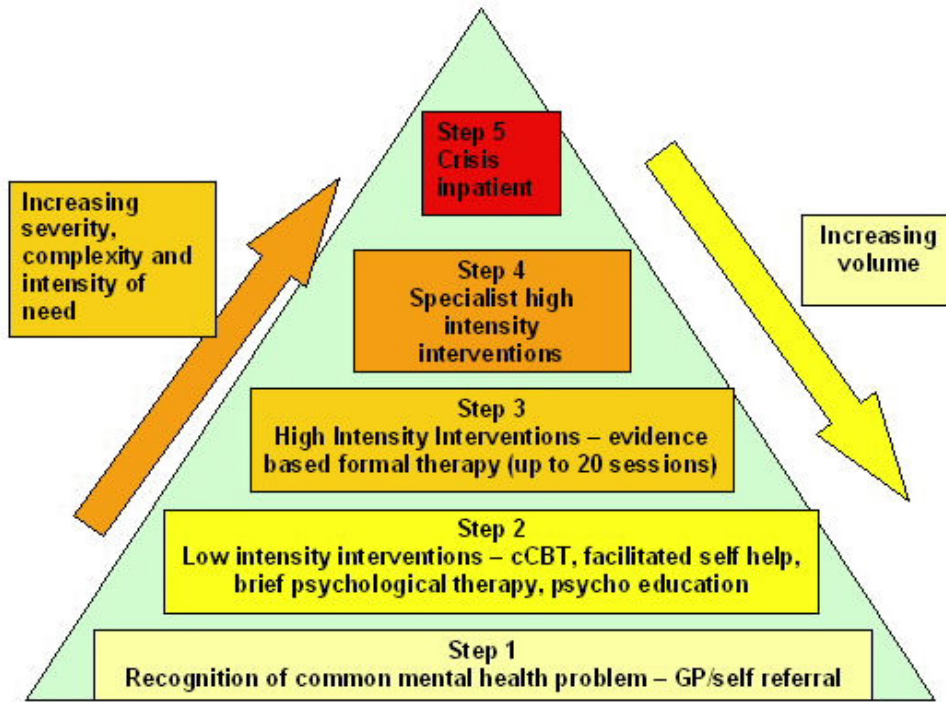 Step 5
Crisis
inpatient
Increasing
severity,
complexity and
intensity of
need
Increasing
volume
Step 4
Specialist high
intensity
interventions
Step 3
High Intensity Interventions – evidence
based formal therapy (up to 20 sessions)
Step 2
Low intensity interventions – cCBT, facilitated self help,
brief psychological therapy, psycho education
Step 1
Recognition of common mental health problem – GP/self referral